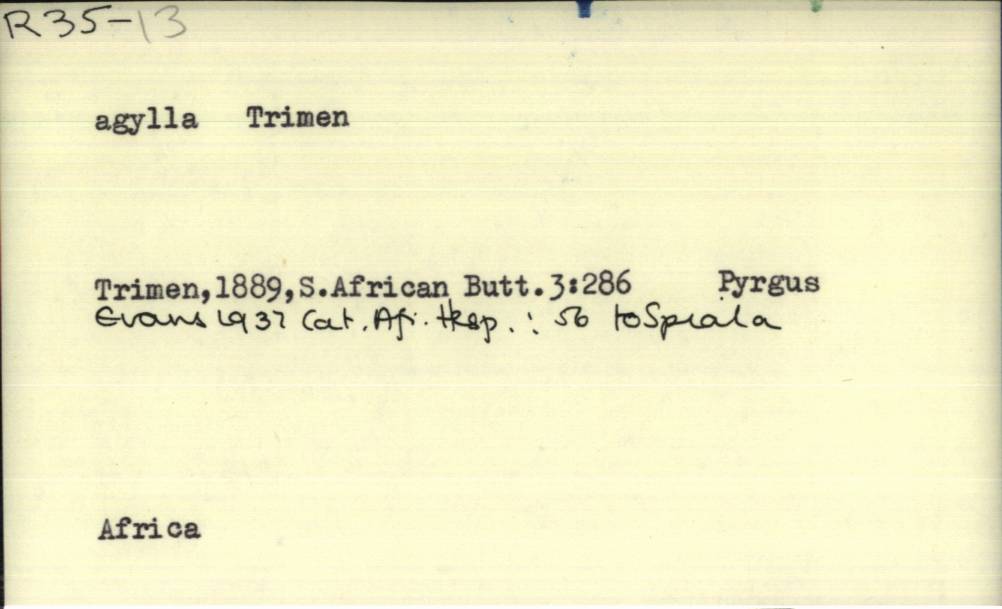 R35-13
agylla Trimen
Trimen,1889,S.African Butt.3:286 Pyrgus
Evans 1937 Cat. Afr. Hesp. : 56 to Spialia
Africa